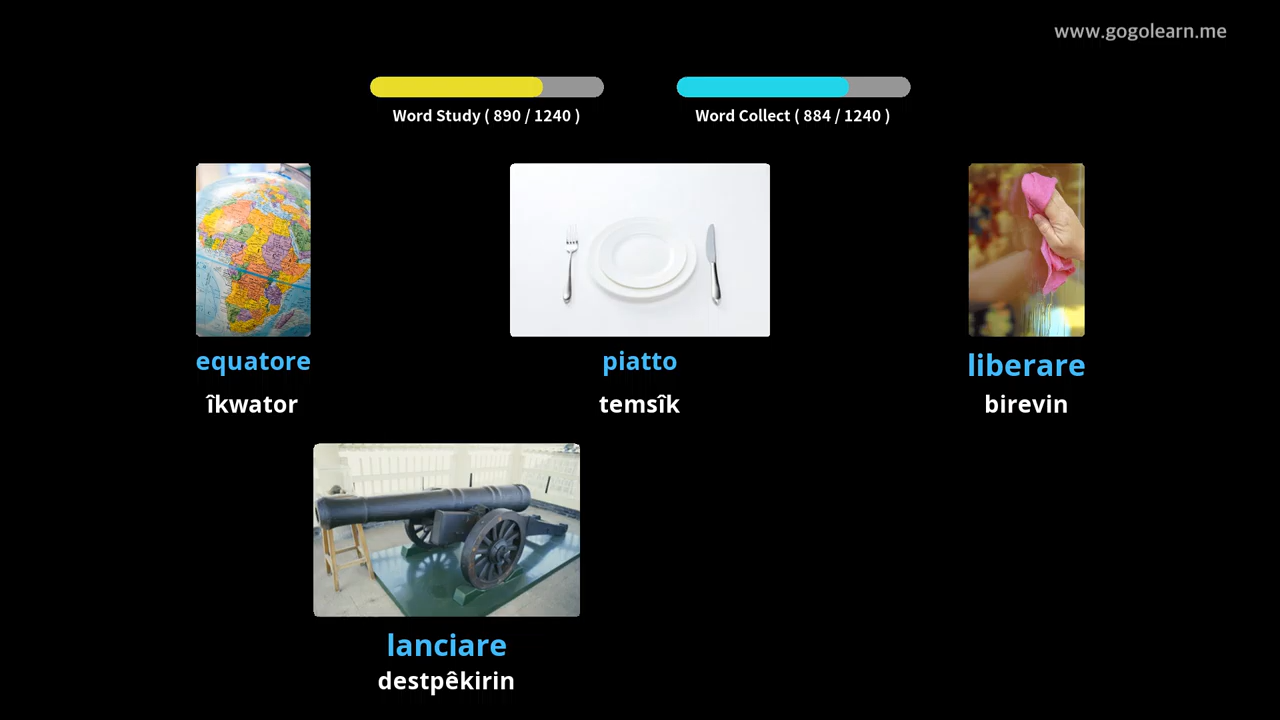 www.gogolearn.me
Word Study ( 890 / 1240 )
Word Collect ( 884 / 1240 )
equatore
îkwator
piatto
temsîk
liberare
birevin
lanciare
destpêkirin